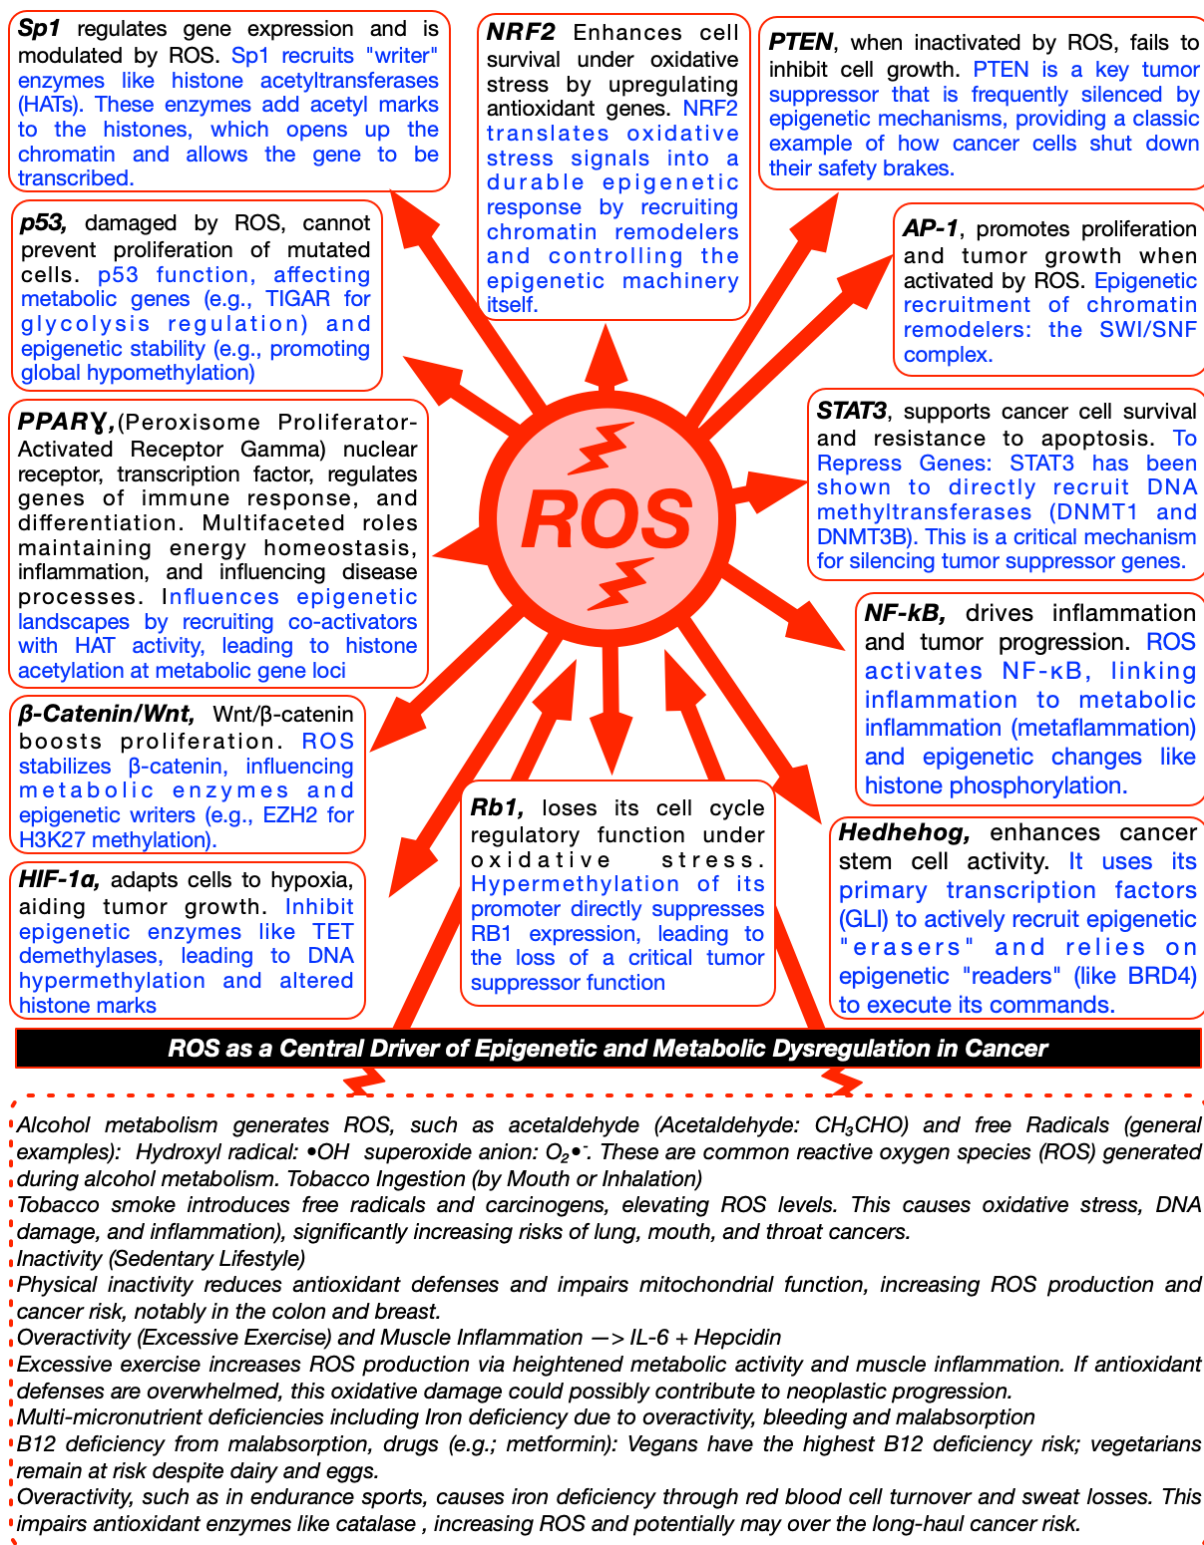 Sp1 regulates gene expression and is
modulated by ROS. Sp1 recruits "writer"
enzymes like histone acetyltransferases
(HATs). These enzymes add acetyl marks
to the histones, which opens up the
chromatin and allows the gene to be
transcribed.
NRF2 Enhances cell
survival under oxidative
stress by upregulating
antioxidant genes. NRF2
translates oxidative
stress signals into a
durable epigenetic
response by recruiting
chromatin remodelers
and controlling the
epigenetic machinery
itself.
PTEN, when inactivated by ROS, fails to
inhibit cell growth. PTEN is a key tumor
suppressor that is frequently silenced by
epigenetic mechanisms, providing a classic
example of how cancer cells shut down
their safety brakes.
p53, damaged by ROS, cannot
prevent proliferation of mutated
cells. p53 function, affecting
metabolic genes (e.g., TIGAR for
glycolysis regulation) and
epigenetic stability (e.g., promoting
global hypomethylation)
AP-1, promotes proliferation
and tumor growth when
activated by ROS. Epigenetic
recruitment of chromatin
remodelers: the SWI/SNF
complex.
PPARɣ,(Peroxisome Proliferator-
Activated Receptor Gamma) nuclear
receptor, transcription factor, regulates
genes of immune response, and
differentiation. Multifaceted roles
maintaining energy homeostasis,
inflammation, and influencing disease
processes. Influences epigenetic
landscapes by recruiting co-activators
with HAT activity, leading to histone
acetylation at metabolic gene loci
ROS
STAT3, supports cancer cell survival
and resistance to apoptosis. To
Repress Genes: STAT3 has been
shown to directly recruit DNA
methyltransferases (DNMT1 and
DNMT3B). This is a critical mechanism
for silencing tumor suppressor genes.
NF-kB, drives inflammation
and tumor progression. ROS
activates NF-κB, linking
inflammation to metabolic
inflammation (metaflammation)
and epigenetic changes like
histone phosphorylation.
β-Catenin/Wnt, Wnt/β-catenin
boosts proliferation. ROS
stabilizes β-catenin, influencing
metabolic enzymes and
epigenetic writers (e.g., EZH2 for
H3K27 methylation).
Rb1, loses its cell cycle
regulatory function under
oxidative stress.
Hypermethylation of its
promoter directly suppresses
RB1 expression, leading to
the loss of a critical tumor
suppressor function
Hedhehog, enhances cancer
stem cell activity. It uses its
primary transcription factors
(GLI) to actively recruit epigenetic
"erasers" and relies on
epigenetic "readers" (like BRD4)
to execute its commands.
HIF-1α, adapts cells to hypoxia,
aiding tumor growth. Inhibit
epigenetic enzymes like TET
demethylases, leading to DNA
hypermethylation and altered
histone marks
ROS as a Central Driver of Epigenetic and Metabolic Dysregulation in Cancer
Alcohol metabolism generates ROS, such as acetaldehyde (Acetaldehyde: CH₃CHO) and free Radicals (general
examples): Hydroxyl radical: •OH superoxide anion: O₂•⁻. These are common reactive oxygen species (ROS) generated
during alcohol metabolism. Tobacco Ingestion (by Mouth or Inhalation)
Tobacco smoke introduces free radicals and carcinogens, elevating ROS levels. This causes oxidative stress, DNA
damage, and inflammation), significantly increasing risks of lung, mouth, and throat cancers.
Inactivity (Sedentary Lifestyle)
Physical inactivity reduces antioxidant defenses and impairs mitochondrial function, increasing ROS production and
cancer risk, notably in the colon and breast.
Overactivity (Excessive Exercise) and Muscle Inflammation —> IL-6 + Hepcidin
Excessive exercise increases ROS production via heightened metabolic activity and muscle inflammation. If antioxidant
defenses are overwhelmed, this oxidative damage could possibly contribute to neoplastic progression.
Multi-micronutrient deficiencies including Iron deficiency due to overactivity, bleeding and malabsorption
B12 deficiency from malabsorption, drugs (e.g.; metformin): Vegans have the highest B12 deficiency risk; vegetarians
remain at risk despite dairy and eggs.
Overactivity, such as in endurance sports, causes iron deficiency through red blood cell turnover and sweat losses. This
impairs antioxidant enzymes like catalase , increasing ROS and potentially may over the long-haul cancer risk.